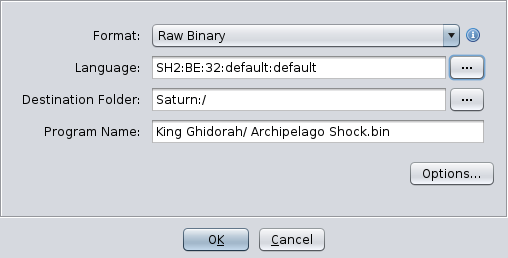 Format: Raw Binary
Language: SH2:BE:32:default:default ...
Destination Folder: Saturn:/ ...
Program Name: King Ghidorah/ Archipelago Shock.bin
Options...
OK Cancel